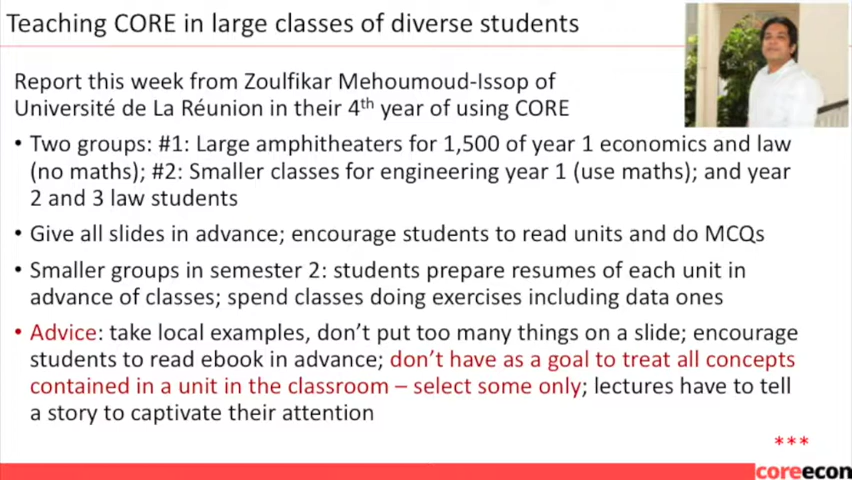 Teaching CORE in large classes of diverse students
Report this week from Zoulfikar Mehoumoud-Issop of
Université de La Réunion in their 4th year of using CORE
• Two groups: #1: Large amphitheaters for 1,500 of year 1 economics and law
(no maths); #2: Smaller classes for engineering year 1 (use maths); and year
2 and 3 law students
• Give all slides in advance; encourage students to read units and do MCQs
• Smaller groups in semester 2: students prepare resumes of each unit in
advance of classes; spend classes doing exercises including data ones
• Advice: take local examples, don't put too many things on a slide; encourage
students to read ebook in advance; don't have as a goal to treat all concepts
contained in a unit in the classroom – select some only; lectures have to tell
a story to captivate their attention
***
coreecon